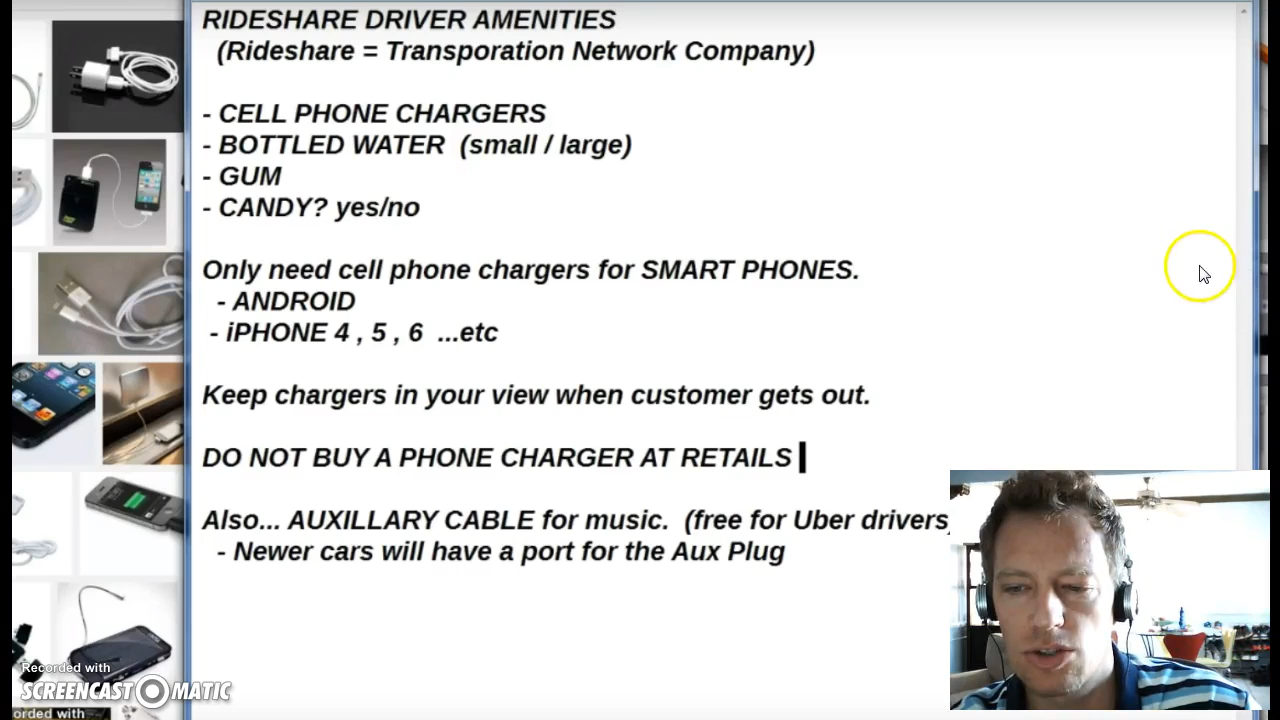 RIDESHARE DRIVER AMENITIES
(Rideshare = Transporation Network Company)
- CELL PHONE CHARGERS
- BOTTLED WATER (small / large)
- GUM
- CANDY? yes/no
Only need cell phone chargers for SMART PHONES.
- ANDROID
- iPHONE 4 , 5 , 6 ...etc
Keep chargers in your view when customer gets out.
DO NOT BUY A PHONE CHARGER AT RETAILS
Also... AUXILLARY CABLE for music. (free for Uber drivers
- Newer cars will have a port for the Aux Plug
Recorded with
SCREENCAST MATIC
orded with